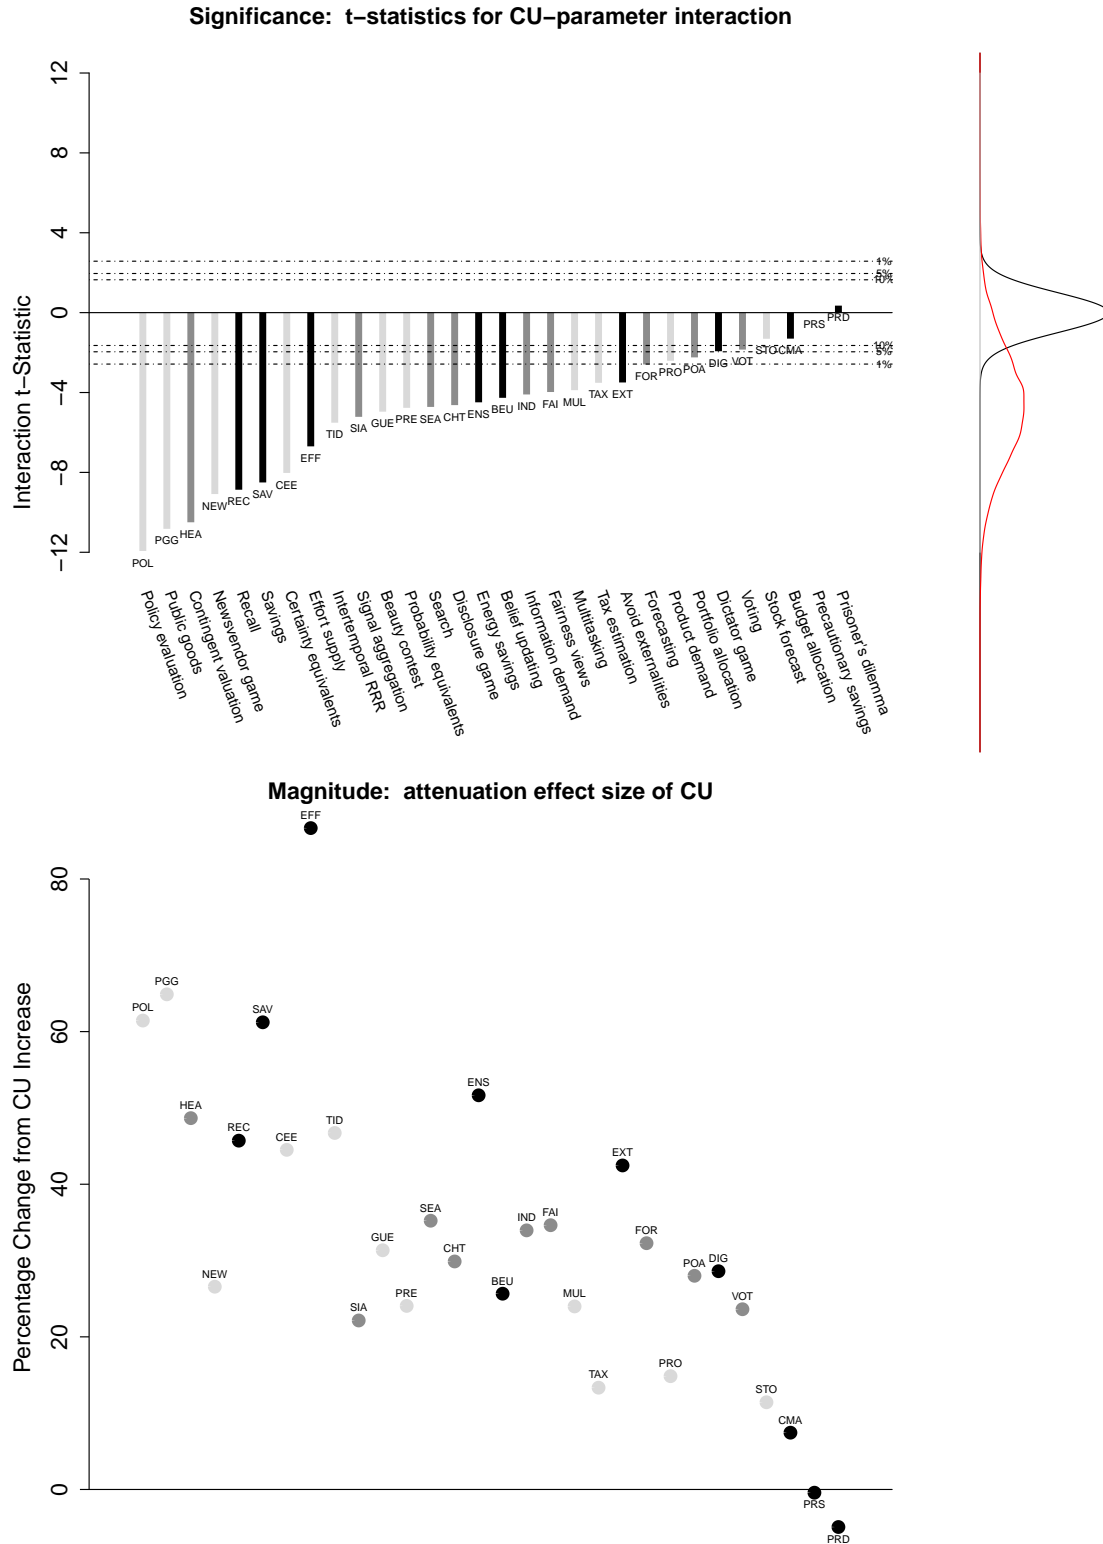 Significance:  t−statistics for CU−parameter interaction
Interaction t−Statistic
12
8
4
0
−4
−8
−12
1%
5%
10%
10%
5%
1%
POL
PGG
HEA
NEW
REC
SAV
CEE
EFF
TID
SIA
GUE
PRE
SEA
CHT
ENS
BEU
IND
FAI
MUL
TAX
EXT
FOR
PRO
POA
DIG
VOT
STO
CMA
PRS
PRD
Policy evaluation
Public goods
Contingent valuation
Newsvendor game
Recall
Savings
Certainty equivalents
Effort supply
Intertemporal RRR
Signal aggregation
Beauty contest
Probability equivalents
Search
Disclosure game
Energy savings
Belief updating
Information demand
Fairness views
Multitasking
Tax estimation
Avoid externalities
Forecasting
Product demand
Portfolio allocation
Dictator game
Voting
Stock forecast
Budget allocation
Precautionary savings
Prisoner's dilemma
Magnitude:  attenuation effect size of CU
Percentage Change from CU Increase
80
60
40
20
0
POL
PGG
HEA
NEW
REC
SAV
CEE
EFF
TID
SIA
GUE
PRE
SEA
CHT
ENS
BEU
IND
FAI
MUL
TAX
EXT
FOR
PRO
POA
DIG
VOT
STO
CMA
PRS
PRD